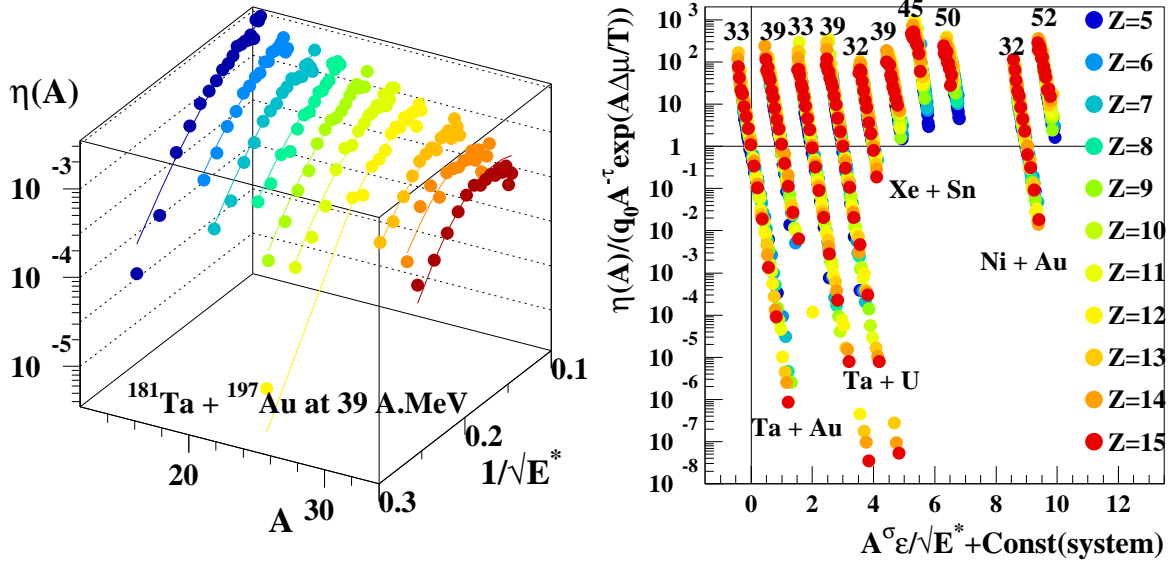 η(A)
10 -3
10 -4
10 -5
¹⁸¹Ta + ¹⁹⁷Au at 39 A.MeV
20
30
A
0.3
0.2
0.1
1/√E*
η(A)/(q₀A^-τ exp(AΔμ/T))
10³
10²
10
1
10 -1
10 -2
10 -3
10 -4
10 -5
10 -6
10 -7
10 -8
33 39 33 39 32 39 45 50 32 52
Xe + Sn
Ni + Au
Ta + U
Ta + Au
Z=5
Z=6
Z=7
Z=8
Z=9
Z=10
Z=11
Z=12
Z=13
Z=14
Z=15
0 2 4 6 8 10 12
A^σ ε/√E*+Const(system)